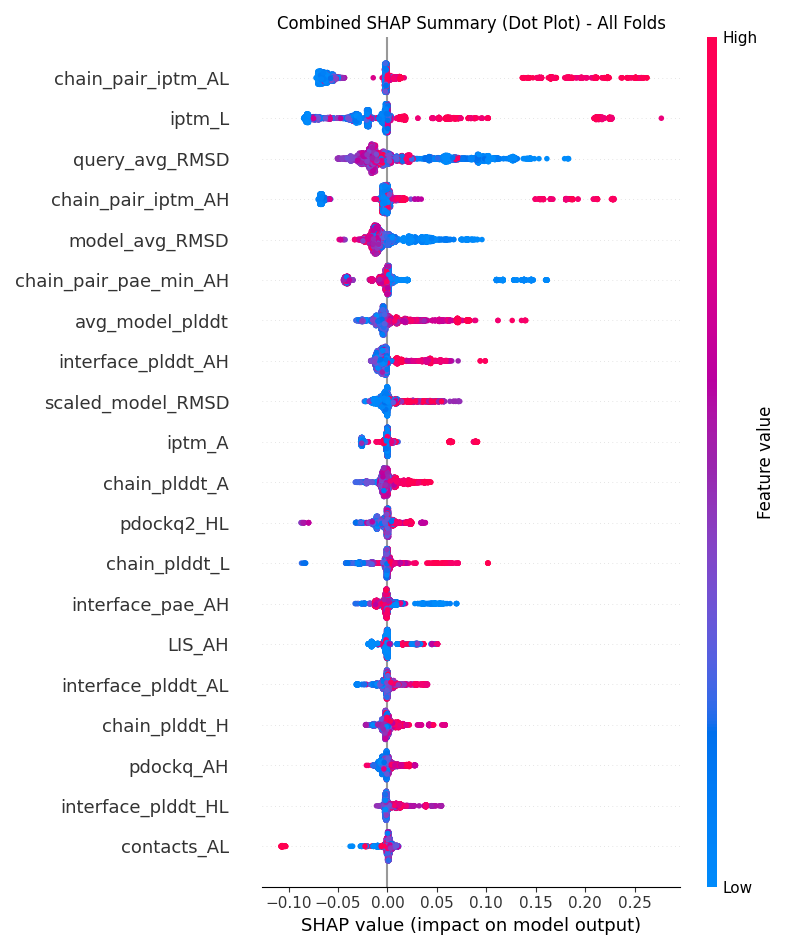 Combined SHAP Summary (Dot Plot) - All Folds
High
chain_pair_iptm_AL
iptm_L
query_avg_RMSD
chain_pair_iptm_AH
model_avg_RMSD
chain_pair_pae_min_AH
avg_model_plddt
interface_plddt_AH
scaled_model_RMSD
iptm_A
chain_plddt_A
pdockq2_HL
chain_plddt_L
interface_pae_AH
LIS_AH
interface_plddt_AL
chain_plddt_H
pdockq_AH
interface_plddt_HL
contacts_AL
Feature value
Low
−0.10 −0.05 0.00 0.05 0.10 0.15 0.20 0.25
SHAP value (impact on model output)